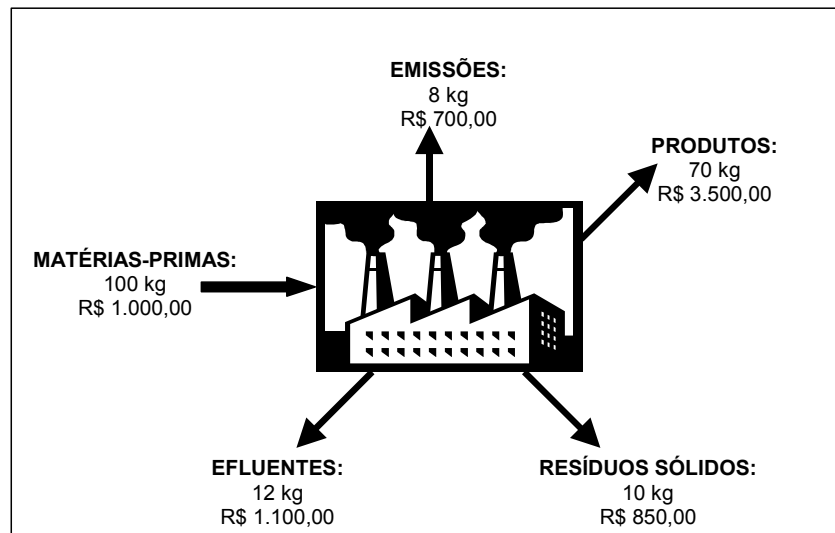 EMISSÕES:
8 kg
R$ 700,00
PRODUTOS:
70 kg
R$ 3.500,00
MATÉRIAS-PRIMAS:
100 kg
R$ 1.000,00
EFLUENTES:
12 kg
R$ 1.100,00
RESÍDUOS SÓLIDOS:
10 kg
R$ 850,00